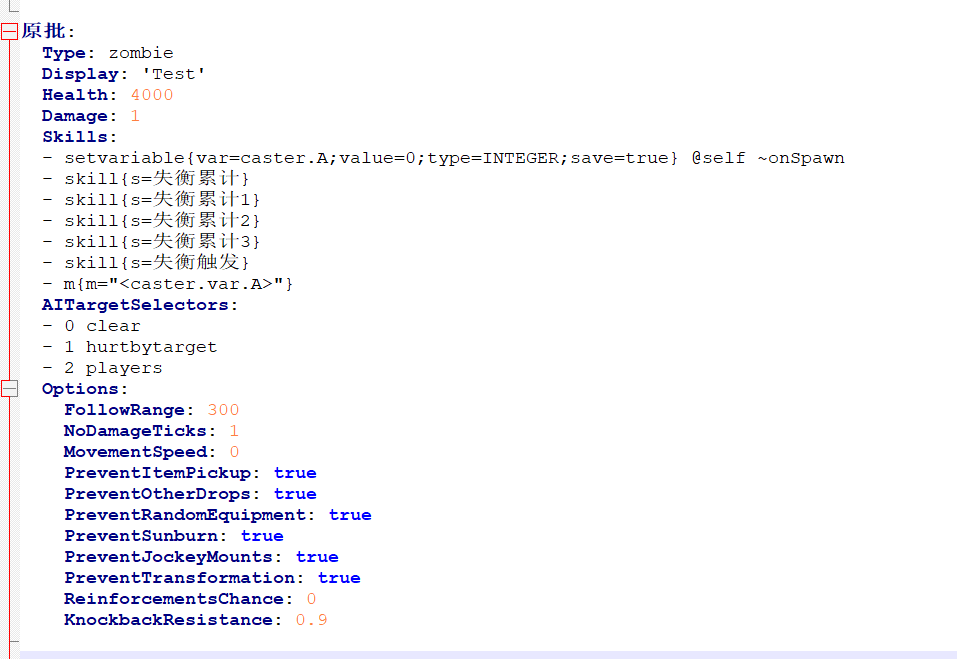 原批:
Type: zombie
Display: 'Test'
Health: 4000
Damage: 1
Skills:
- setvariable{var=caster.A;value=0;type=INTEGER;save=true} @self ~onSpawn
- skill{s=失衡累计}
- skill{s=失衡累计1}
- skill{s=失衡累计2}
- skill{s=失衡累计3}
- skill{s=失衡触发}
- m{m="<caster.var.A>"}
AITargetSelectors:
- 0 clear
- 1 hurtbytarget
- 2 players
Options:
FollowRange: 300
NoDamageTicks: 1
MovementSpeed: 0
PreventItemPickup: true
PreventOtherDrops: true
PreventRandomEquipment: true
PreventSunburn: true
PreventJockeyMounts: true
PreventTransformation: true
ReinforcementsChance: 0
KnockbackResistance: 0.9